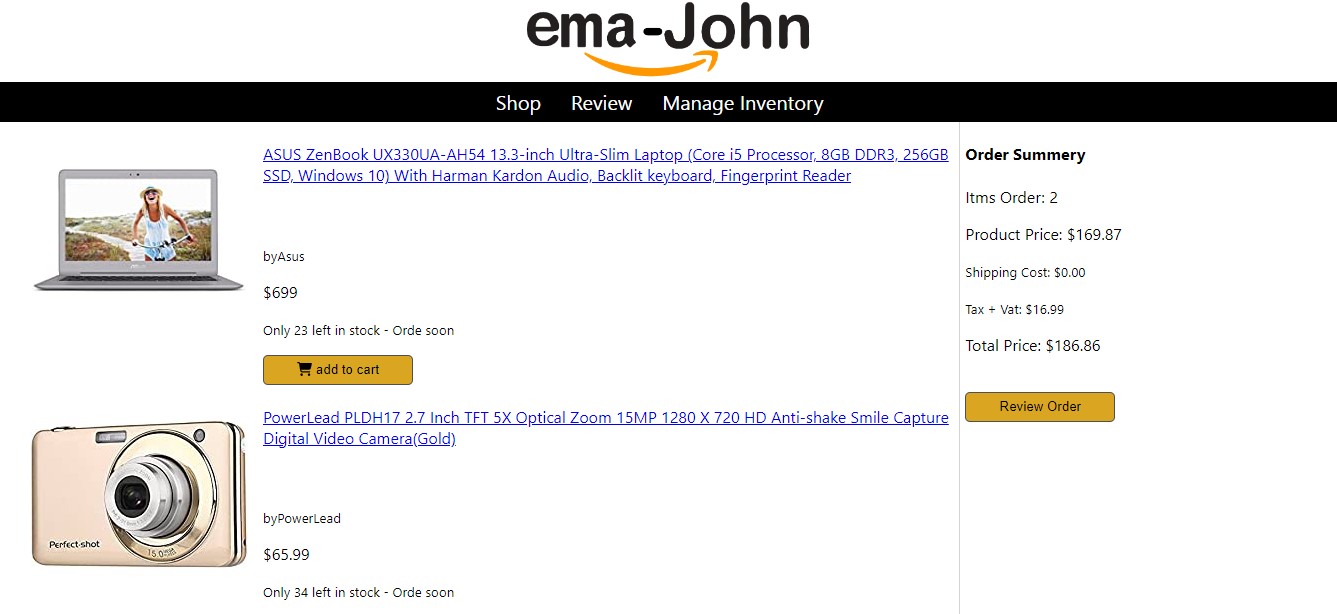 ema-John
Shop Review Manage Inventory
ASUS ZenBook UX330UA-AH54 13.3-inch Ultra-Slim Laptop (Core i5 Processor, 8GB DDR3, 256GB
SSD, Windows 10) With Harman Kardon Audio, Backlit keyboard, Fingerprint Reader
byAsus
$699
Only 23 left in stock - Orde soon
add to cart
PowerLead PLDH17 2.7 Inch TFT 5X Optical Zoom 15MP 1280 X 720 HD Anti-shake Smile Capture
Digital Video Camera(Gold)
Perfect-shot
byPowerLead
$65.99
Only 34 left in stock - Orde soon
Order Summery
Itms Order: 2
Product Price: $169.87
Shipping Cost: $0.00
Tax + Vat: $16.99
Total Price: $186.86
Review Order